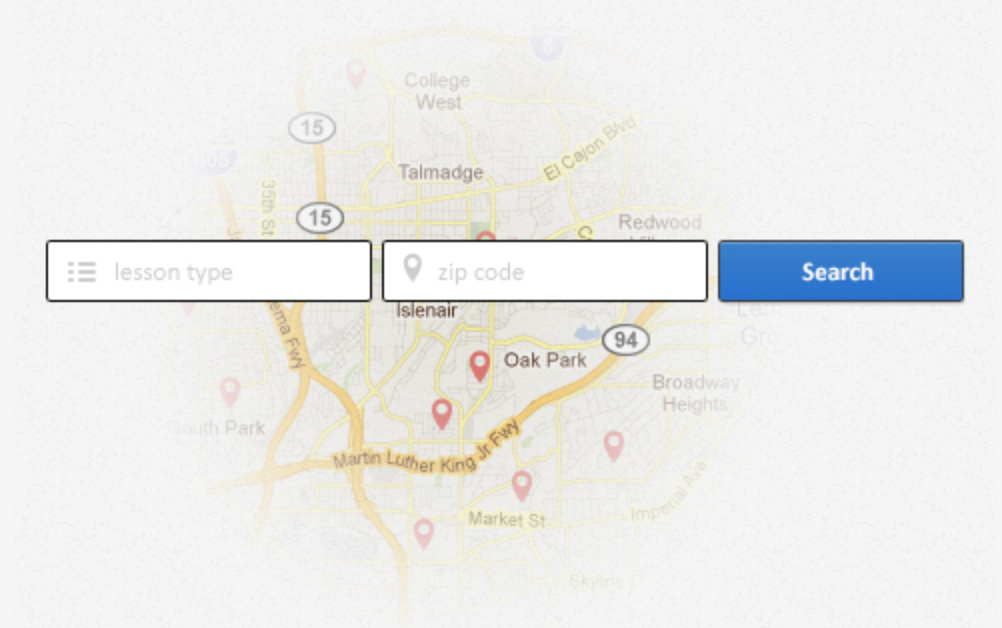 8
College
West
15
El Cajon Blvd
Talmadge
35th St
15
Redwood
lesson type
zip code
Search
Islenair
94
Oak Park
Broadway
Heights
Park
Martin Luther King Jr Fwy
Imperial Ave
Market St
Skyline